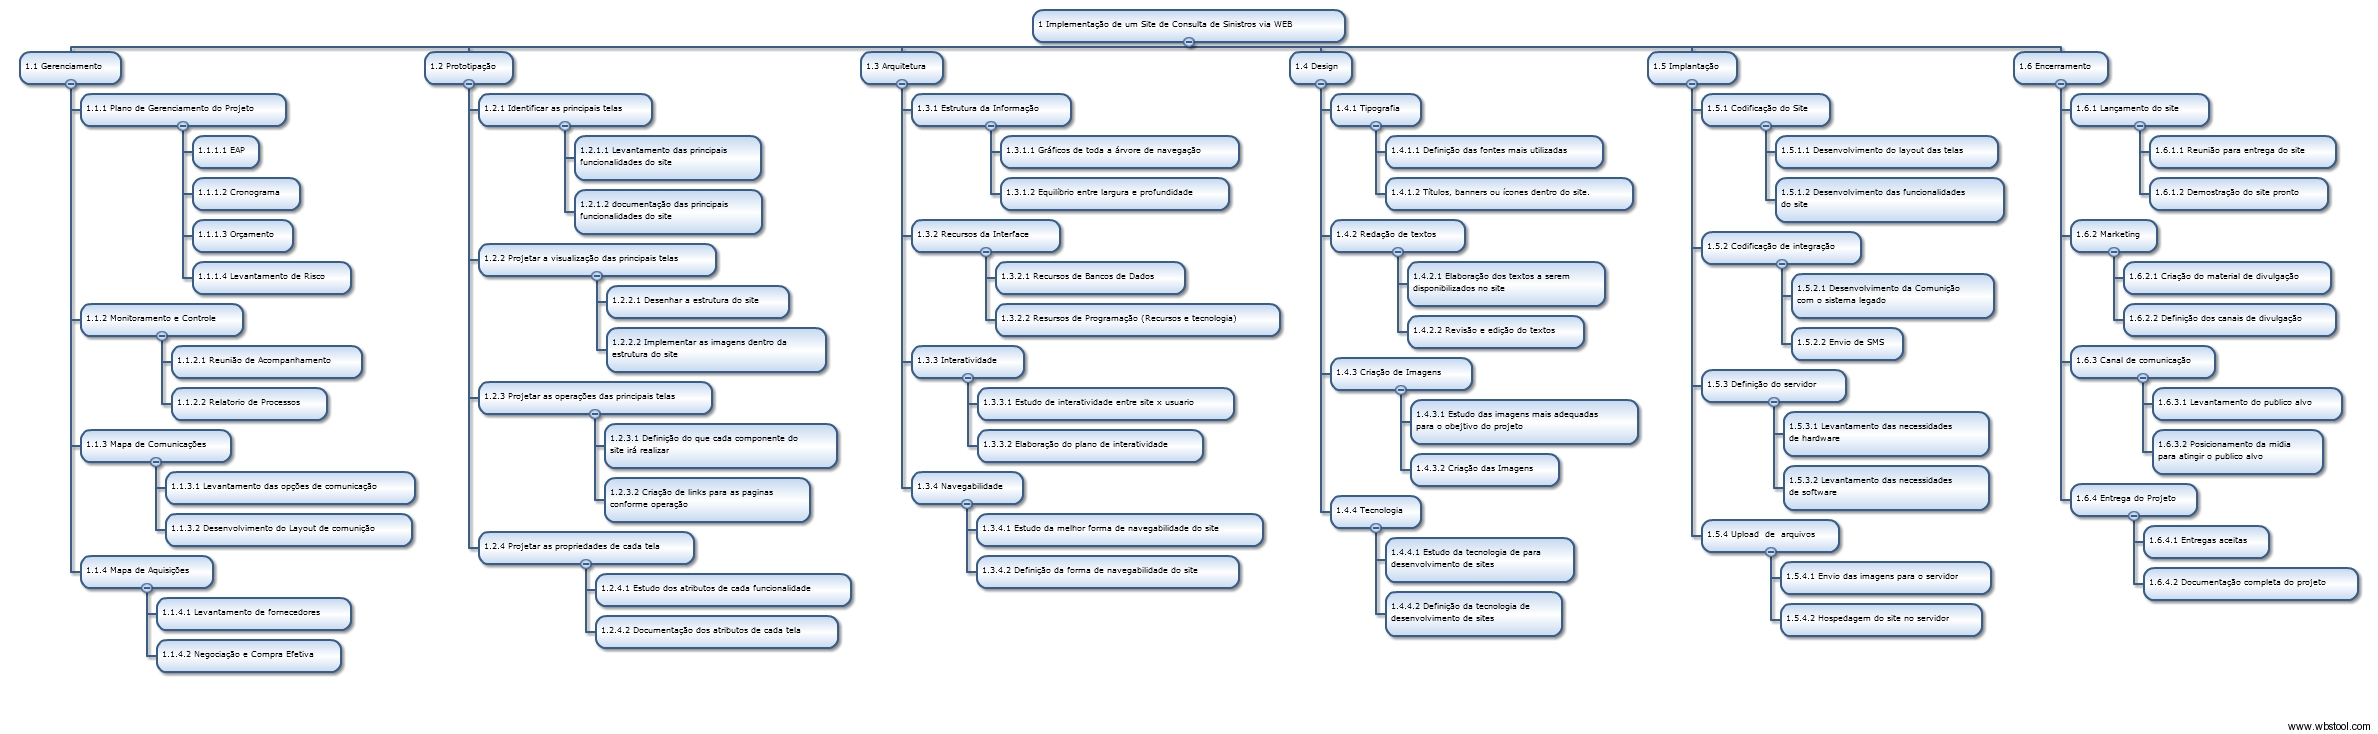 1 Implementação de um Site de Consulta de Sinistros via WEB
1.1 Gerenciamento
1.1.1 Plano de Gerenciamento do Projeto
1.1.1.1 EAP
1.1.1.2 Cronograma
1.1.1.3 Orçamento
1.1.1.4 Levantamento de Risco
1.1.2 Monitoramento e Controle
1.1.2.1 Reunião de Acompanhamento
1.1.2.2 Relatorio de Processos
1.1.3 Mapa de Comunicações
1.1.3.1 Levantamento das opções de comunicação
1.1.3.2 Desenvolvimento do Layout de comunição
1.1.4 Mapa de Aquisições
1.1.4.1 Levantamento de fornecedores
1.1.4.2 Negociação e Compra Efetiva
1.2 Prototipação
1.2.1 Identificar as principais telas
1.2.1.1 Levantamento das principais
funcionalidades do site
1.2.1.2 documentação das principais
funcionalidades do site
1.2.2 Projetar a visualização das principais telas
1.2.2.1 Desenhar a estrutura do site
1.2.2.2 Implementar as imagens dentro da
estrutura do site
1.2.3 Projetar as operações das principais telas
1.2.3.1 Definição do que cada componente do
site irá realizar
1.2.3.2 Criação de links para as paginas
conforme operação
1.2.4 Projetar as propriedades de cada tela
1.2.4.1 Estudo dos atributos de cada funcionalidade
1.2.4.2 Documentação dos atributos de cada tela
1.3 Arquitetura
1.3.1 Estrutura da Informação
1.3.1.1 Gráficos de toda a árvore de navegação
1.3.1.2 Equilíbrio entre largura e profundidade
1.3.2 Recursos da Interface
1.3.2.1 Recursos de Bancos de Dados
1.3.2.2 Resursos de Programação (Recursos e tecnologia)
1.3.3 Interatividade
1.3.3.1 Estudo de interatividade entre site x usuario
1.3.3.2 Elaboração do plano de interatividade
1.3.4 Navegabilidade
1.3.4.1 Estudo da melhor forma de navegabilidade do site
1.3.4.2 Definição da forma de navegabilidade do site
1.4 Design
1.4.1 Tipografia
1.4.1.1 Definição das fontes mais utilizadas
1.4.1.2 Títulos, banners ou ícones dentro do site.
1.4.2 Redação de textos
1.4.2.1 Elaboração dos textos a serem
disponibilizados no site
1.4.2.2 Revisão e edição do textos
1.4.3 Criação de Imagens
1.4.3.1 Estudo das imagens mais adequadas
para o obejtivo do projeto
1.4.3.2 Criação das Imagens
1.4.4 Tecnologia
1.4.4.1 Estudo da tecnologia de para
desenvolvimento de sites
1.4.4.2 Definição da tecnologia de
desenvolvimento de sites
1.5 Implantação
1.5.1 Codificação do Site
1.5.1.1 Desenvolvimento do layout das telas
1.5.1.2 Desenvolvimento das funcionalidades
do site
1.5.2 Codificação de integração
1.5.2.1 Desenvolvimento da Comunição
com o sistema legado
1.5.2.2 Envio de SMS
1.5.3 Definição do servidor
1.5.3.1 Levantamento das necessidades
de hardware
1.5.3.2 Levantamento das necessidades
de software
1.5.4 Upload de arquivos
1.5.4.1 Envio das imagens para o servidor
1.5.4.2 Hospedagem do site no servidor
1.6 Encerramento
1.6.1 Lançamento do site
1.6.1.1 Reunião para entrega do site
1.6.1.2 Demostração do site pronto
1.6.2 Marketing
1.6.2.1 Criação do material de divulgação
1.6.2.2 Definição dos canais de divulgação
1.6.3 Canal de comunicação
1.6.3.1 Levantamento do publico alvo
1.6.3.2 Posicionamento da midia
para atingir o publico alvo
1.6.4 Entrega do Projeto
1.6.4.1 Entregas aceitas
1.6.4.2 Documentação completa do projeto
www.wbstool.com